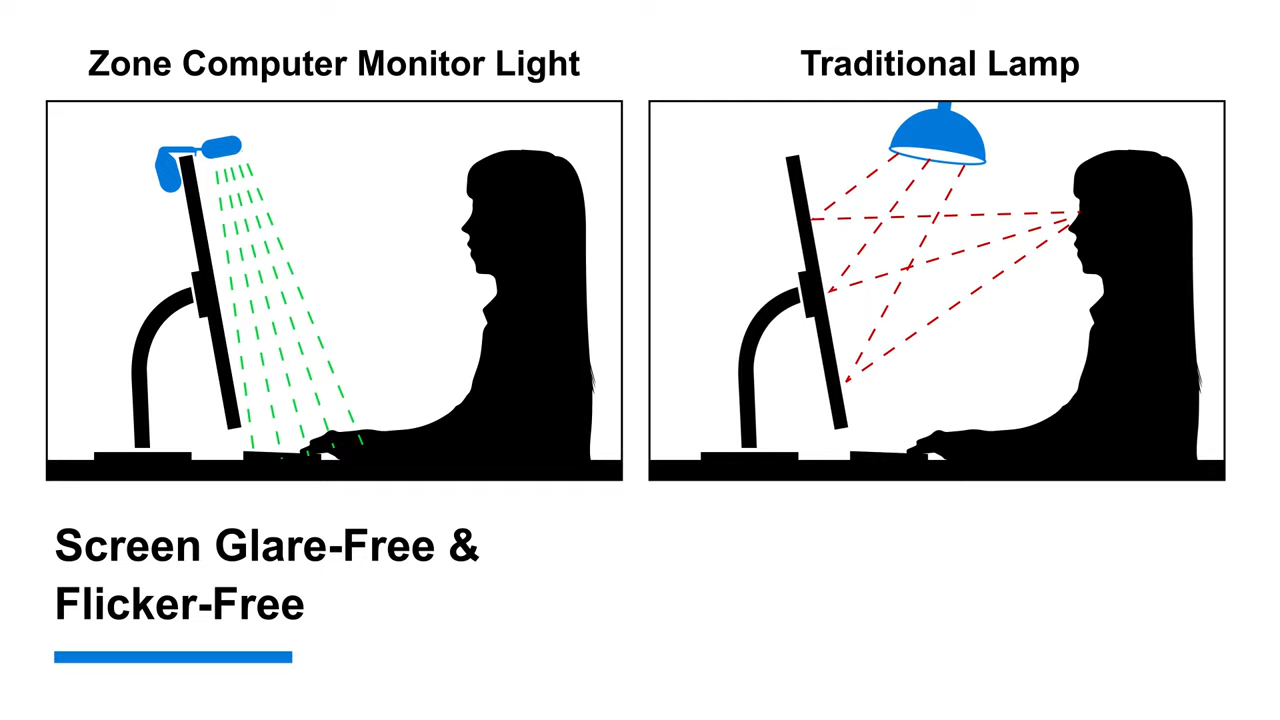 Zone Computer Monitor Light
Traditional Lamp
Screen Glare-Free &
Flicker-Free